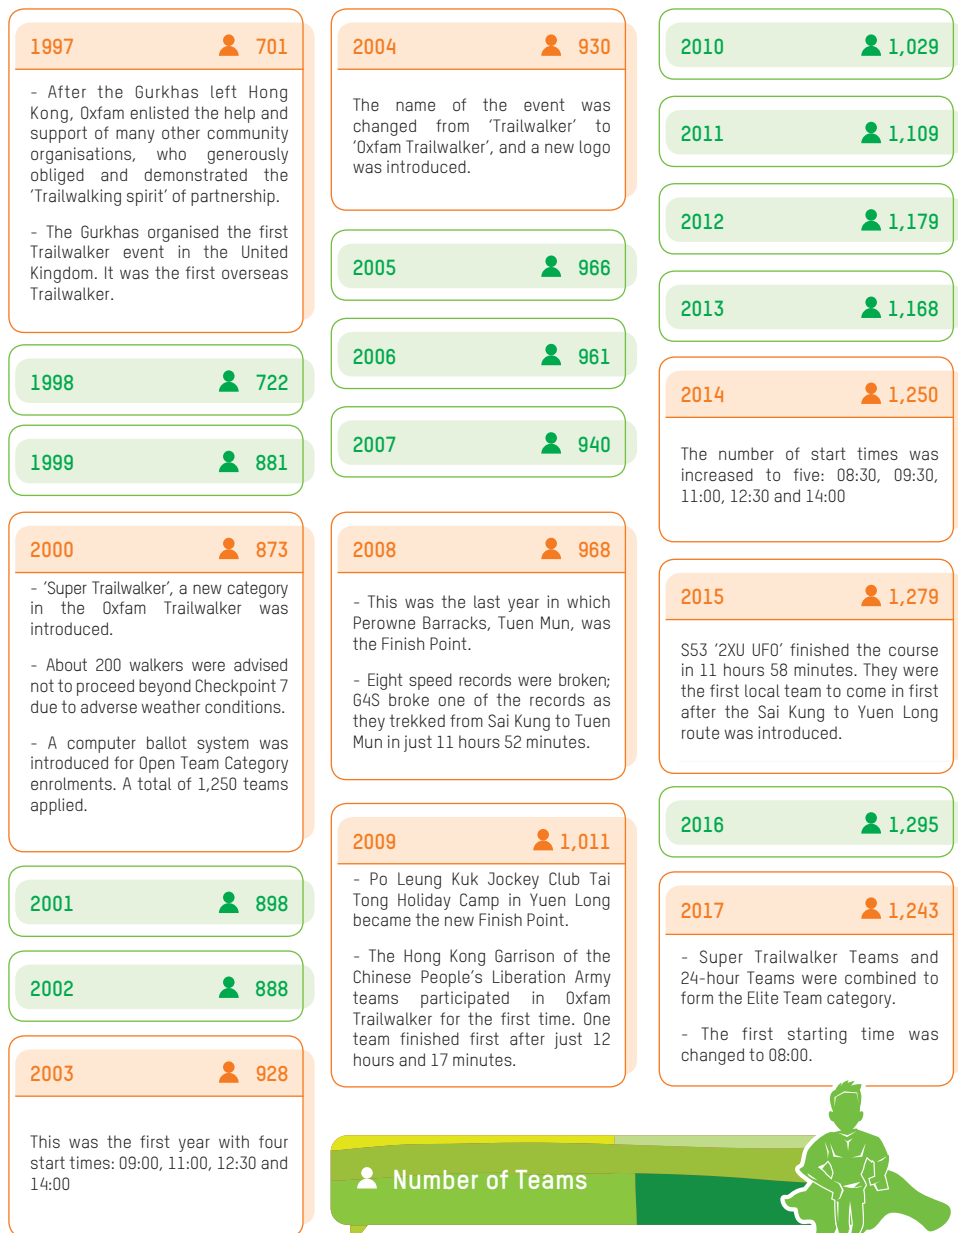 1997 701
- After the Gurkhas left Hong
Kong, Oxfam enlisted the help and
support of many other community
organisations, who generously
obliged and demonstrated the
'Trailwalking spirit' of partnership.
- The Gurkhas organised the first
Trailwalker event in the United
Kingdom. It was the first overseas
Trailwalker.
1998 722
1999 881
2000 873
- 'Super Trailwalker', a new category
in the Oxfam Trailwalker was
introduced.
- About 200 walkers were advised
not to proceed beyond Checkpoint 7
due to adverse weather conditions.
- A computer ballot system was
introduced for Open Team Category
enrolments. A total of 1,250 teams
applied.
2001 898
2002 888
2003 928
This was the first year with four
start times: 09:00, 11:00, 12:30 and
14:00
2004 930
The name of the event was
changed from 'Trailwalker' to
'Oxfam Trailwalker', and a new logo
was introduced.
2005 966
2006 961
2007 940
2008 968
- This was the last year in which
Perowne Barracks, Tuen Mun, was
the Finish Point.
- Eight speed records were broken;
G4S broke one of the records as
they trekked from Sai Kung to Tuen
Mun in just 11 hours 52 minutes.
2009 1,011
- Po Leung Kuk Jockey Club Tai
Tong Holiday Camp in Yuen Long
became the new Finish Point.
- The Hong Kong Garrison of the
Chinese People's Liberation Army
teams participated in Oxfam
Trailwalker for the first time. One
team finished first after just 12
hours and 17 minutes.
2010 1,029
2011 1,109
2012 1,179
2013 1,168
2014 1,250
The number of start times was
increased to five: 08:30, 09:30,
11:00, 12:30 and 14:00
2015 1,279
S53 '2XU UFO' finished the course
in 11 hours 58 minutes. They were
the first local team to come in first
after the Sai Kung to Yuen Long
route was introduced.
2016 1,295
2017 1,243
- Super Trailwalker Teams and
24-hour Teams were combined to
form the Elite Team category.
- The first starting time was
changed to 08:00.
Number of Teams